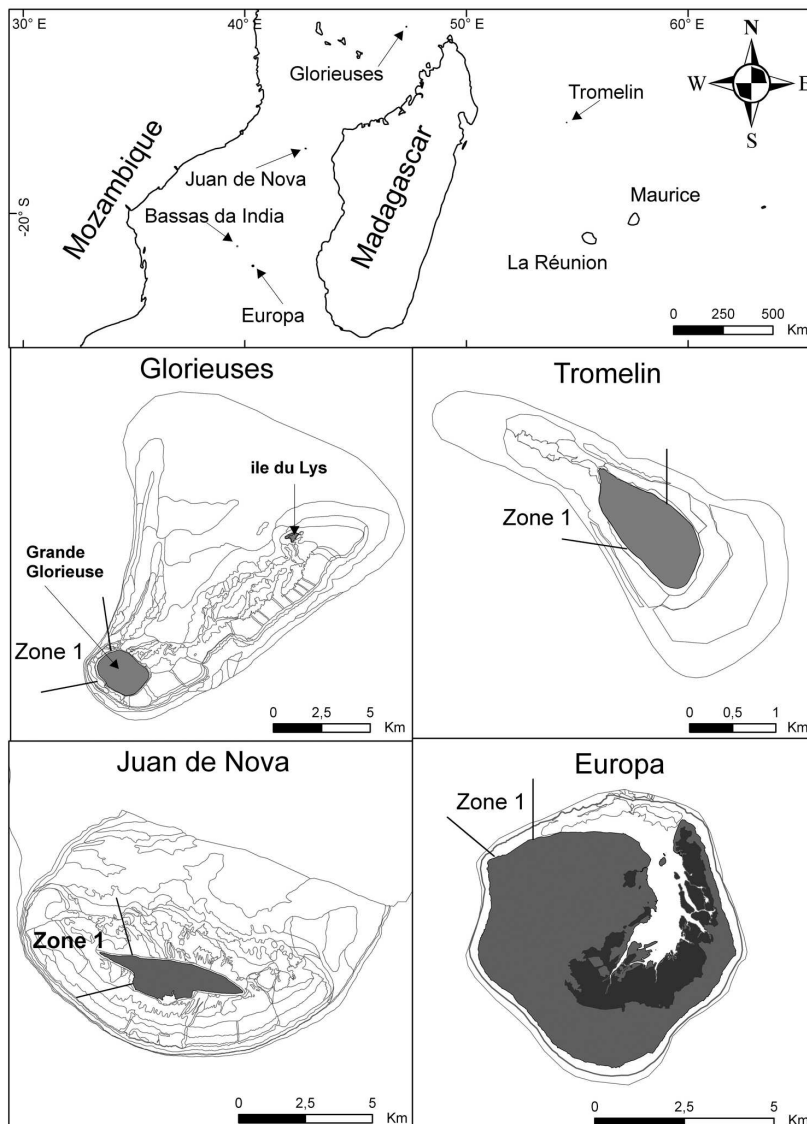 30° E
40° E
50° E
60° E
N
W
E
S
Glorieuses
Tromelin
Mozambique
Juan de Nova
Madagascar
-20° S
Bassas da India
Maurice
La Réunion
Europa
0 250 500
Km
Glorieuses
ile du Lys
Grande
Glorieuse
Zone 1
0 2,5 5
Km
Tromelin
Zone 1
0 0,5 1
Km
Juan de Nova
Zone 1
0 2,5 5
Km
Europa
Zone 1
0 2,5 5
Km